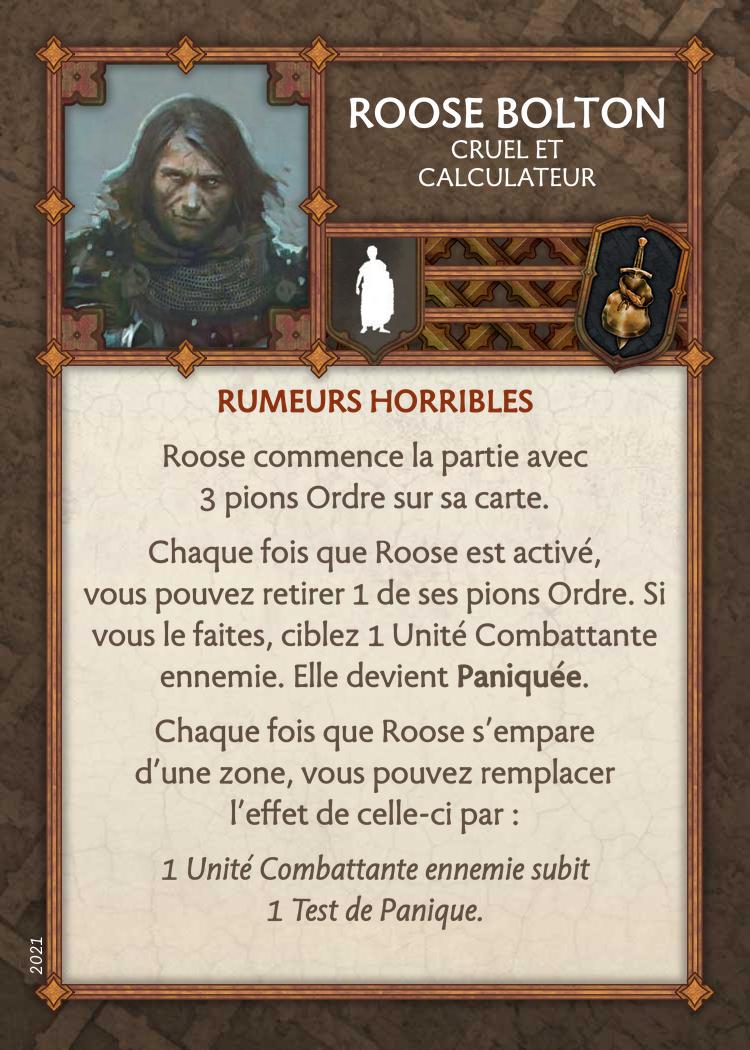 ROOSE BOLTON
CRUEL ET
CALCULATEUR
RUMEURS HORRIBLES
Roose commence la partie avec
3 pions Ordre sur sa carte.
Chaque fois que Roose est activé,
vous pouvez retirer 1 de ses pions Ordre. Si
vous le faites, ciblez 1 Unité Combattante
ennemie. Elle devient Paniquée.
Chaque fois que Roose s’empare
d’une zone, vous pouvez remplacer
l’effet de celle-ci par :
1 Unité Combattante ennemie subit
1 Test de Panique.
2021